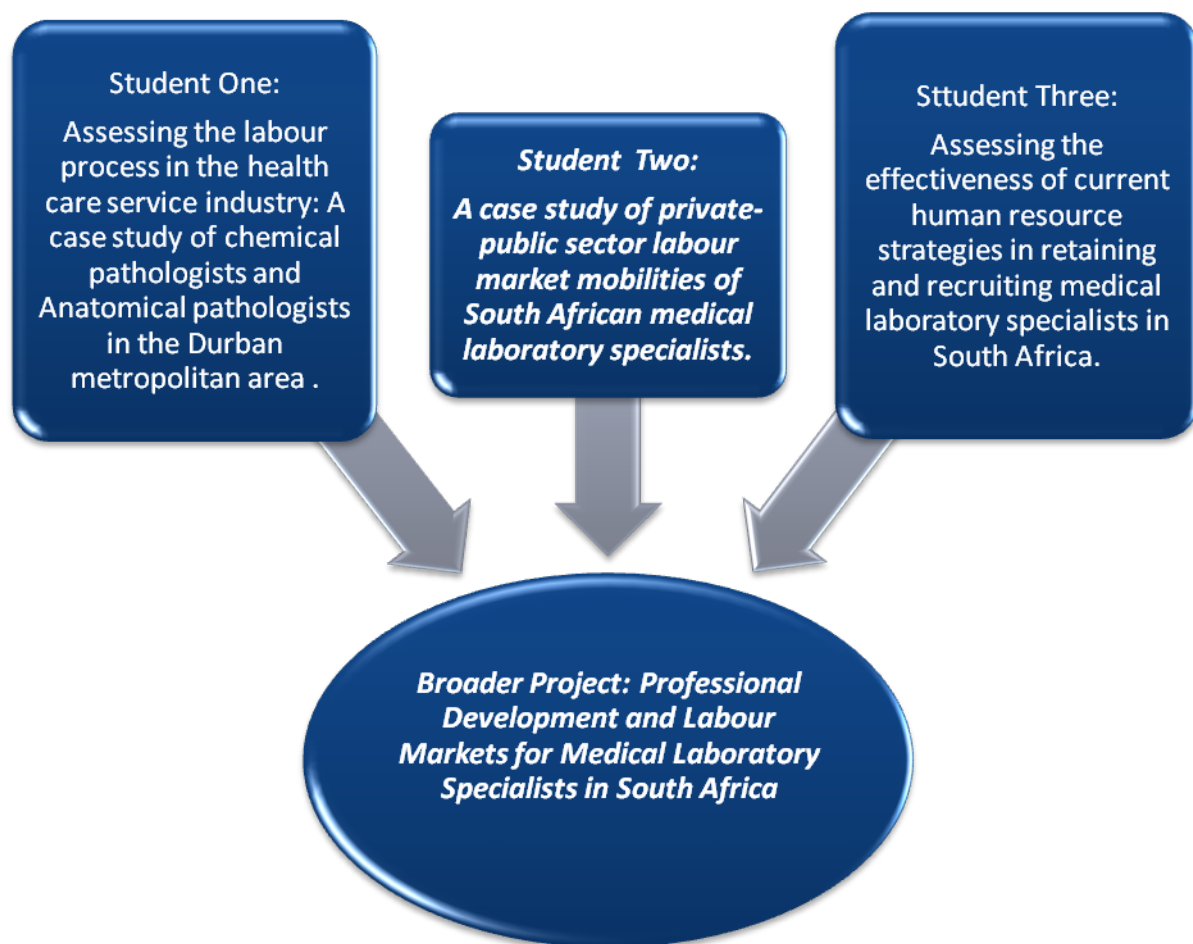 Student One:
Assessing the labour
process in the health
care service industry: A
case study of chemical
pathologists and
Anatomical pathologists
in the Durban
metropolitan area .
Student Two:
A case study of private-
public sector labour
market mobilities of
South African medical
laboratory specialists.
Sttudent Three:
Assessing the
effectiveness of current
human resource
strategies in retaining
and recruiting medical
laboratory specialists in
South Africa.
Broader Project: Professional
Development and Labour
Markets for Medical Laboratory
Specialists in South Africa